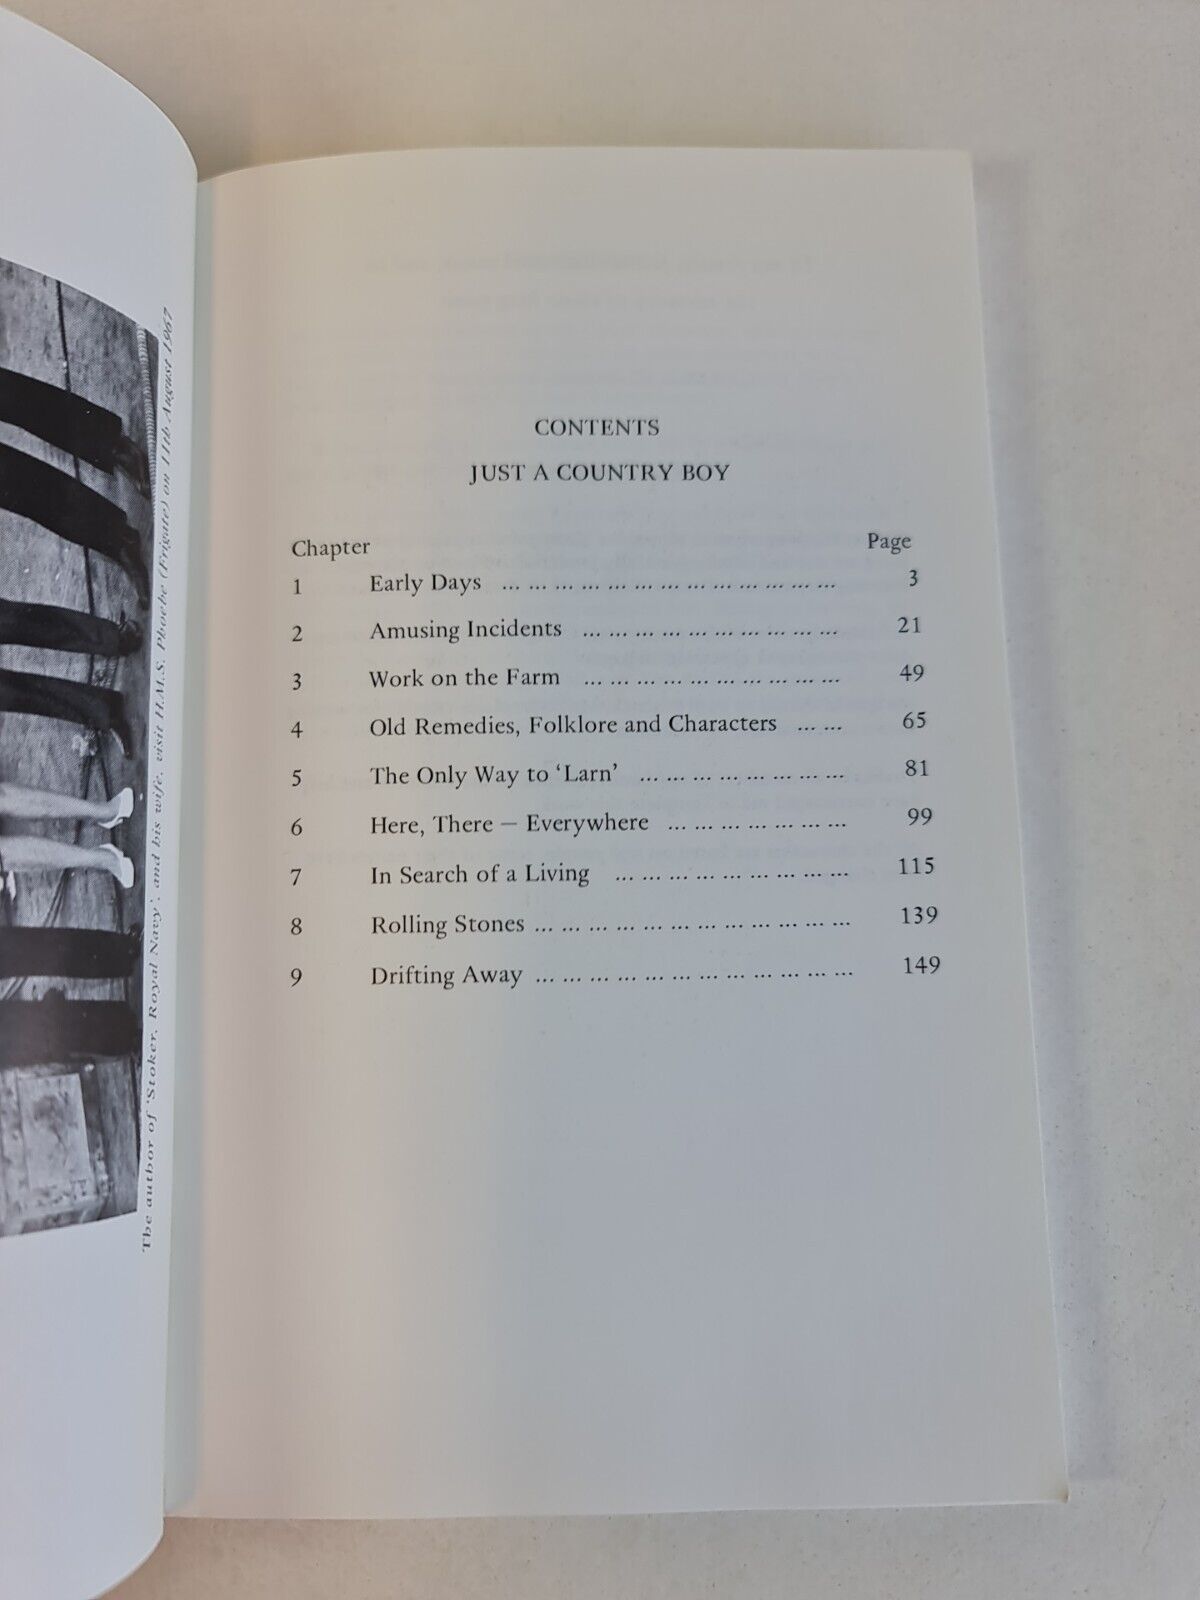 The author of 'Stoker, Royal Navy', and his wife, visit H.M.S. Phoebe (Frigate) on 11th August 1967
CONTENTS
JUST A COUNTRY BOY
Chapter Page
1 Early Days ... ... ... ... ... ... ... ... ... ... ... ... ... 3
2 Amusing Incidents ... ... ... ... ... ... ... ... ... ... 21
3 Work on the Farm ... ... ... ... ... ... ... ... ... ... 49
4 Old Remedies, Folklore and Characters ... ... 65
5 The Only Way to ‘Larn’ ... ... ... ... ... ... ... ... 81
6 Here, There — Everywhere ... ... ... ... ... ... ... 99
7 In Search of a Living ... ... ... ... ... ... ... ... ... 115
8 Rolling Stones ... ... ... ... ... ... ... ... ... ... ... ... 139
9 Drifting Away ... ... ... ... ... ... ... ... ... ... ... ... 149